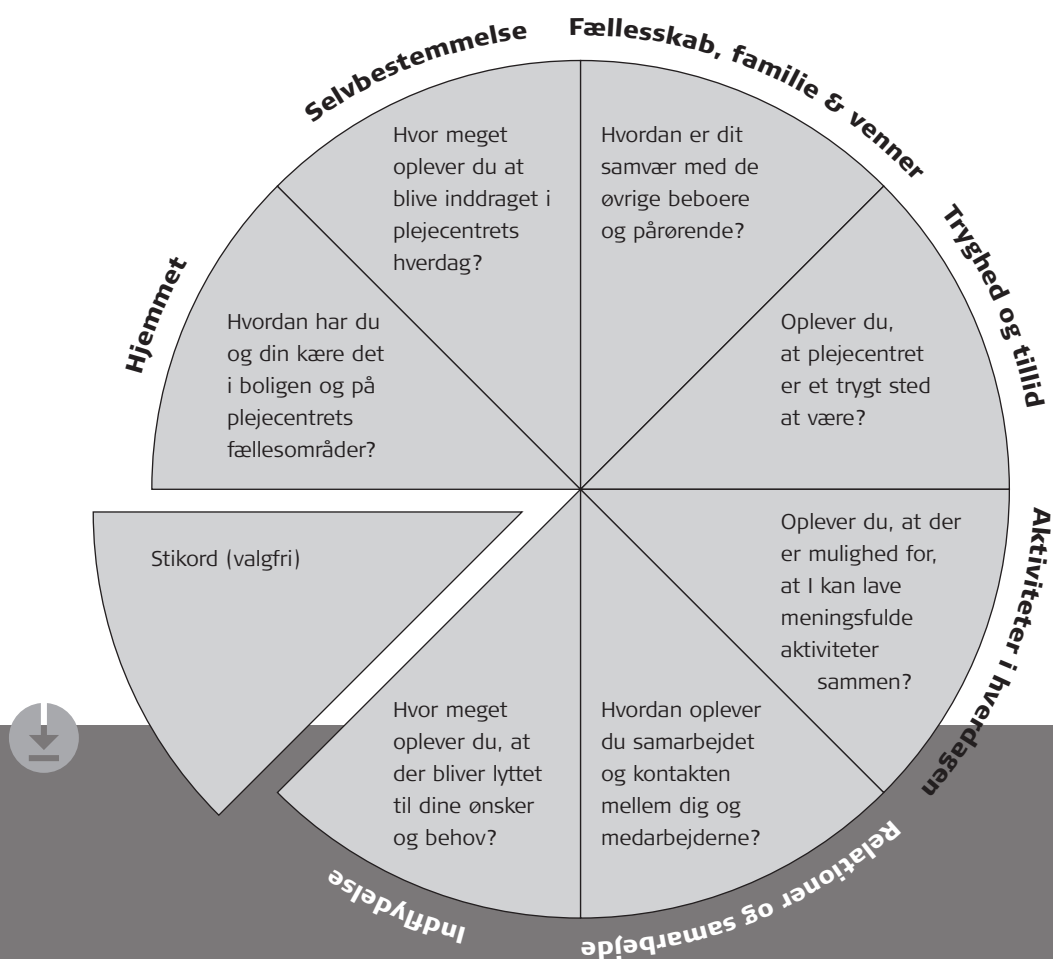 Selvbestemmelse
Hvor meget
oplever du at
blive inddraget i
plejecentrets
hverdag?
Fællesskab, familie & venner
Hvordan er dit
samvær med de
øvrige beboere
og pårørende?
Tryghed og tillid
Oplever du,
at plejecentret
er et trygt sted
at være?
Aktiviteter i hverdagen
Oplever du, at der
er mulighed for,
at I kan lave
meningsfulde
aktiviteter
sammen?
Relationer og samarbejde
Hvordan oplever
du samarbejdet
og kontakten
mellem dig og
medarbejderne?
Indflydelse
Hvor meget
oplever du, at
der bliver lyttet
til dine ønsker
og behov?
Stikord (valgfri)
Hjemmet
Hvordan har du
og din kære det
i boligen og på
plejecentrets
fællesområder?